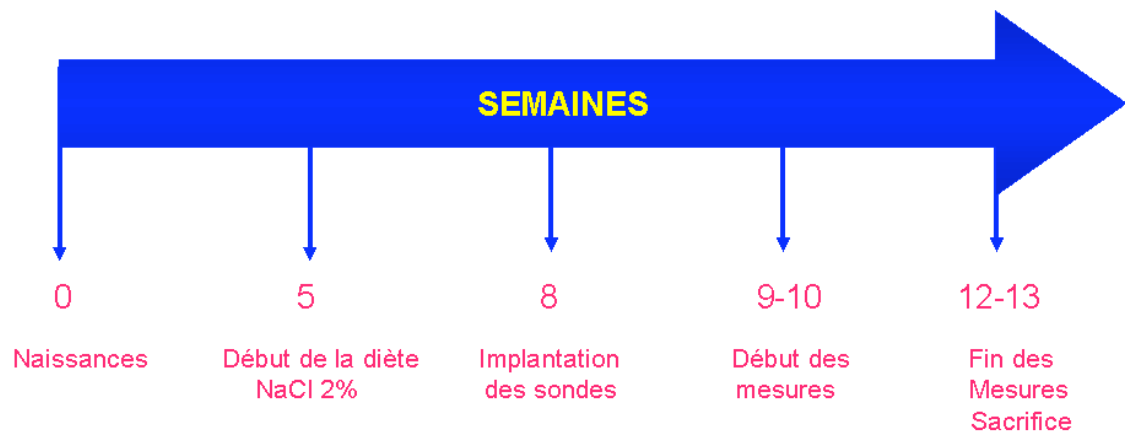 SEMAINES
0
5
8
9-10
12-13
Naissances
Début de la diète
NaCl 2%
Implantation
des sondes
Début des
mesures
Fin des
Mesures
Sacrifice